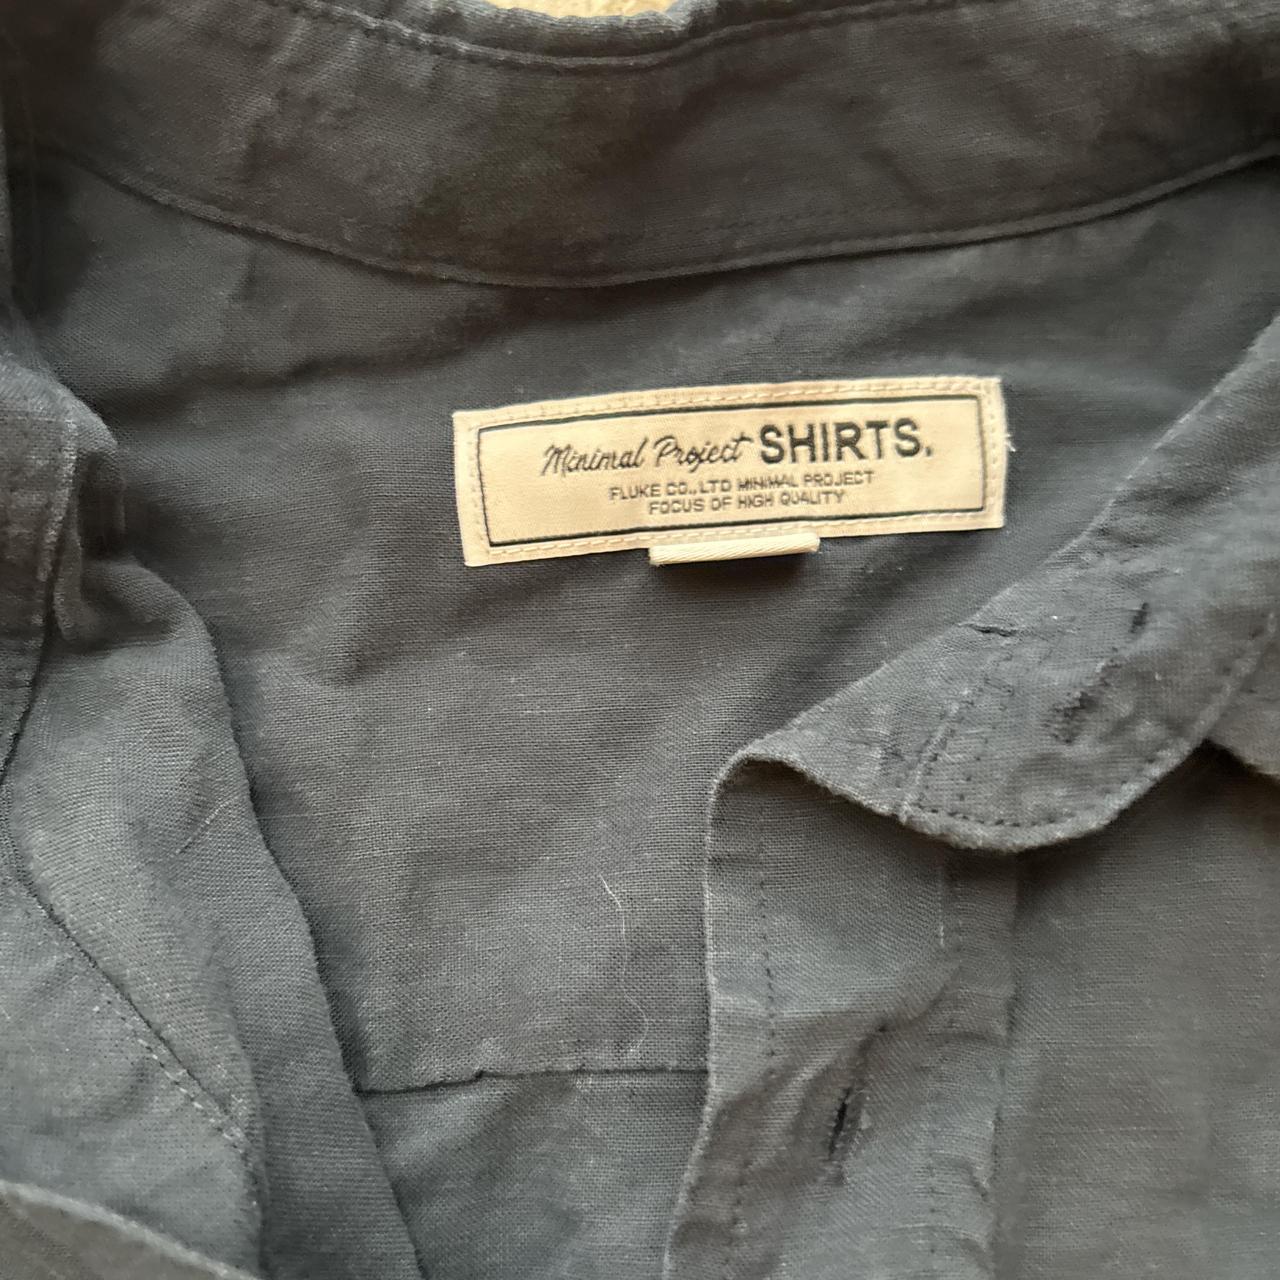 Minimal Project SHIRTS.
FLUKE CO., LTD MINIMAL PROJECT
FOCUS OF HIGH QUALITY